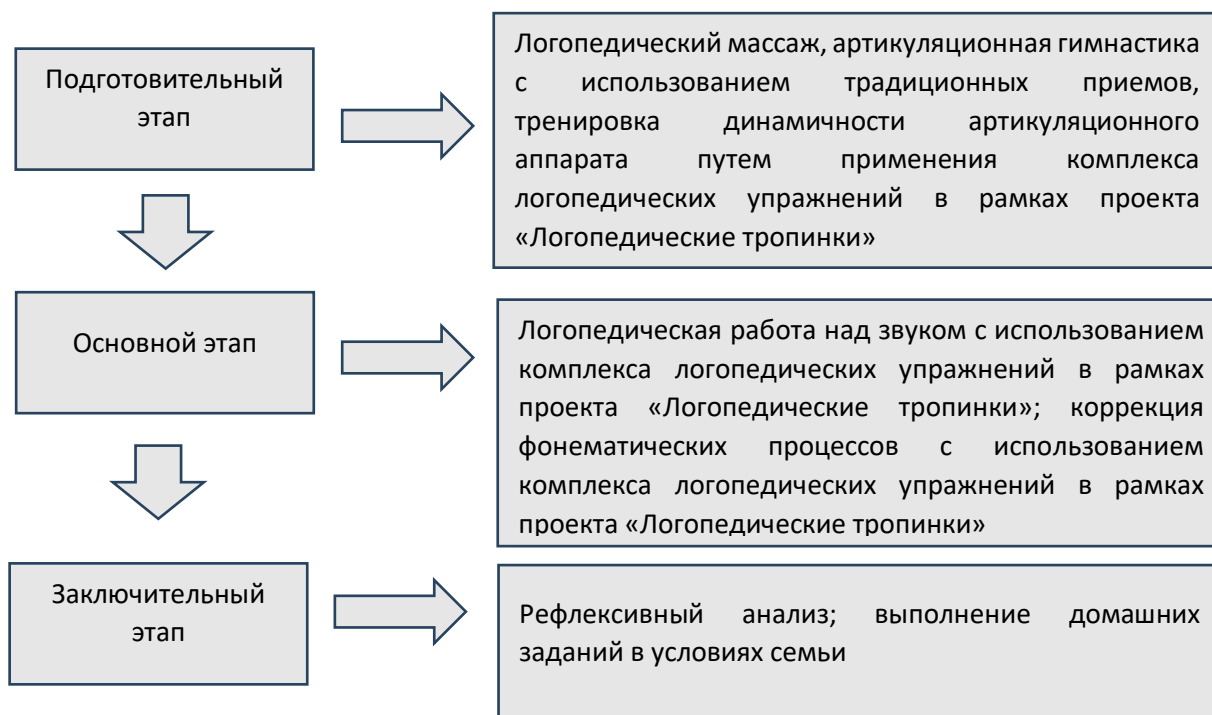 Подготовительный
этап
Логопедический массаж, артикуляционная гимнастика
с использованием традиционных приемов,
тренировка динамичности артикуляционного
аппарата путем применения комплекса
логопедических упражнений в рамках проекта
«Логопедические тропинки»
Основной этап
Логопедическая работа над звуком с использованием
комплекса логопедических упражнений в рамках
проекта «Логопедические тропинки»; коррекция
фонематических процессов с использованием
комплекса логопедических упражнений в рамках
проекта «Логопедические тропинки»
Заключительный
этап
Рефлексивный анализ; выполнение домашних
заданий в условиях семьи